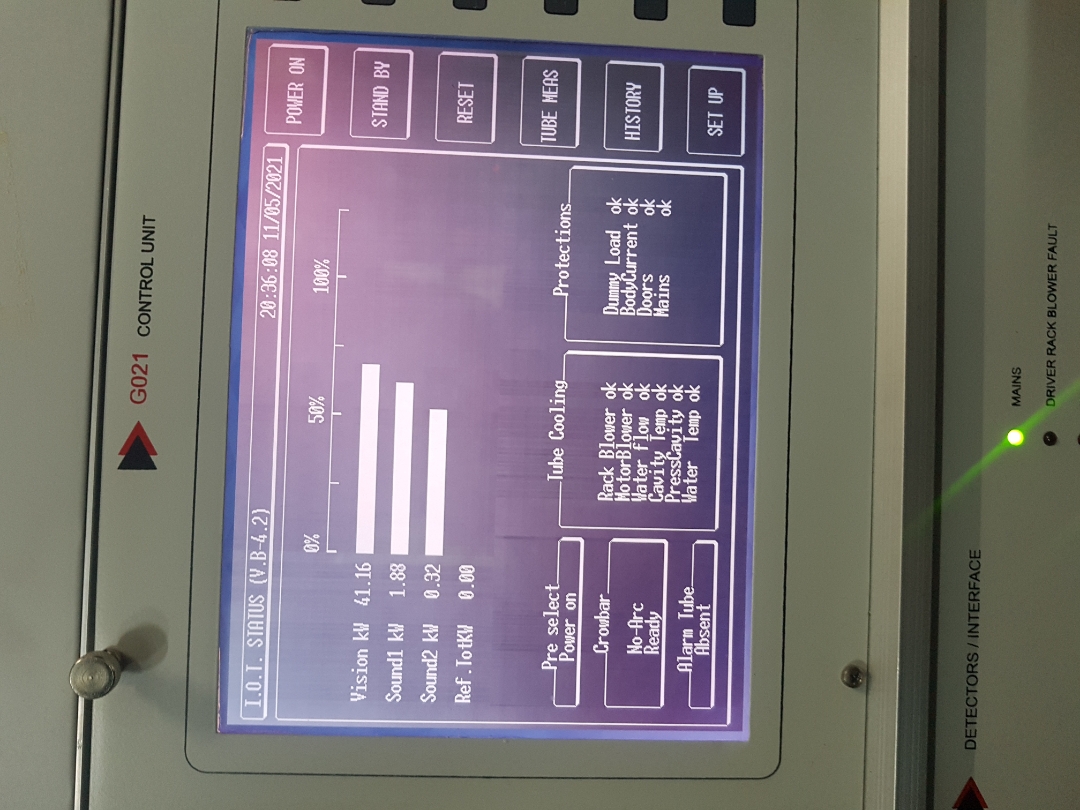 G021 CONTROL UNIT
I.O.T. STATUS (V.B-4.2) 20:36:08 11/05/2021
0% 50% 100%
Vision kW 41.16
Sound1 kW 1.88
Sound2 kW 0.32
Ref.TotKW 0.00
Pre select
Power on
Crowbar
No-Arc
Ready
Alarm Tube
Absent
Tube Cooling
Rack Blower ok
MotorBlower ok
Water flow ok
Cavity Temp ok
PressCavity ok
Water Temp ok
Protections
Dummy Load ok
BodyCurrent ok
Doors ok
Mains ok
POWER ON
STAND BY
RESET
TUBE MEAS
HISTORY
SET UP
DETECTORS / INTERFACE
MAINS
DRIVER RACK BLOWER FAULT